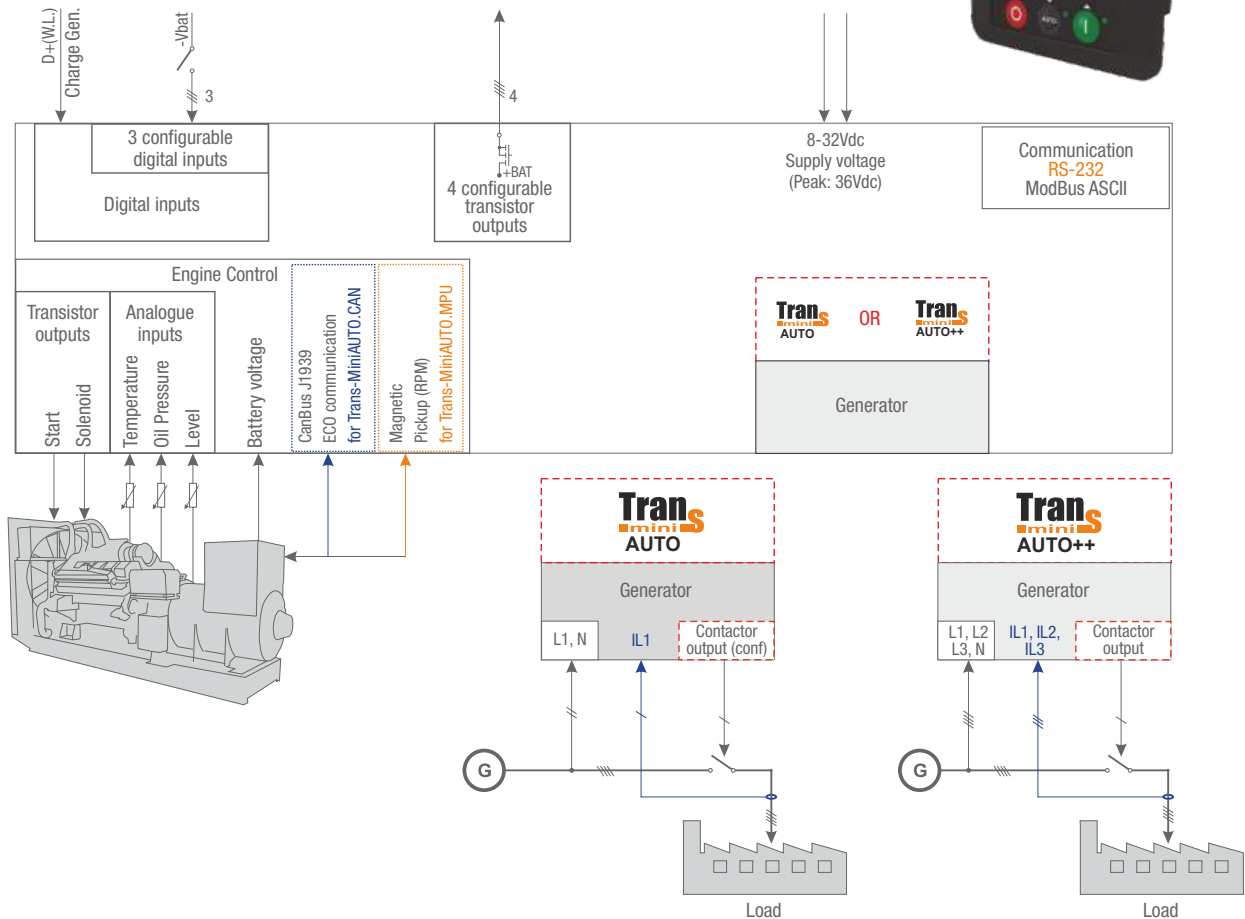 D+(W.L.)
Charge Gen.
-Vbat
3
4
O
AUTO
I
3 configurable
digital inputs
Digital inputs
+BAT
4 configurable
transistor
outputs
8-32Vdc
Supply voltage
(Peak: 36Vdc)
Communication
RS-232
ModBus ASCII
Engine Control
Transistor
outputs
Analogue
inputs
Start
Solenoid
Temperature
Oil Pressure
Level
Battery voltage
CanBus J1939
ECO communication
for Trans-MiniAUTO.CAN
Magnetic
Pickup (RPM)
for Trans-MiniAUTO.MPU
Trans
mini
AUTO
OR
Trans
mini
AUTO++
Generator
Trans
mini
AUTO
Generator
L1, N
IL1
Contactor
output (conf)
G
Load
Trans
mini
AUTO++
Generator
L1, L2
L3, N
IL1, IL2,
IL3
Contactor
output
G
Load